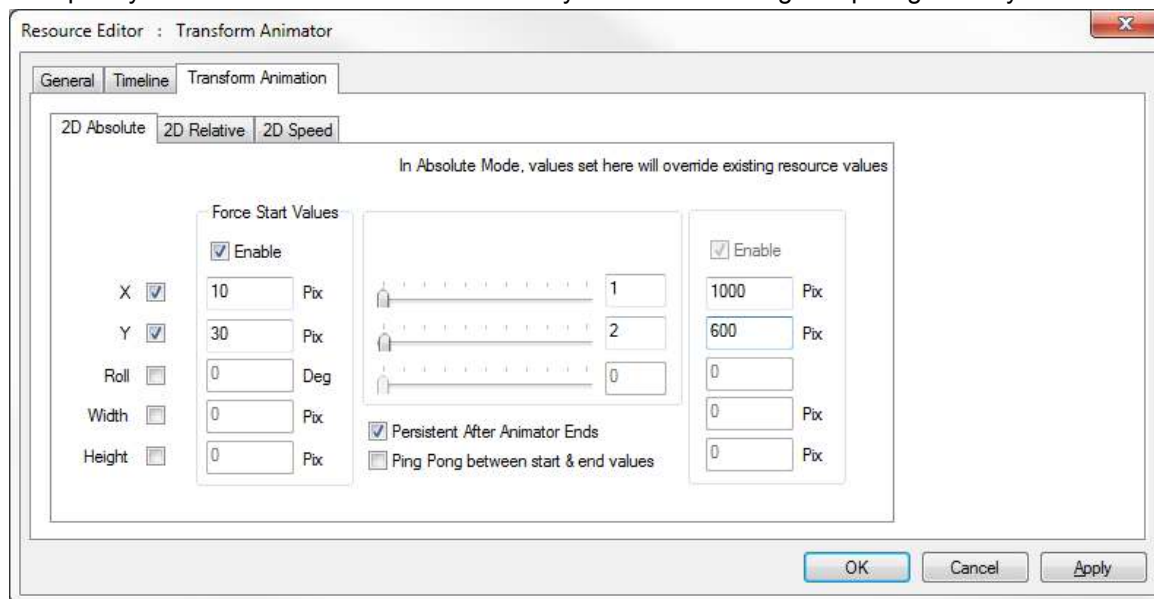 Resource Editor : Transform Animator
General Timeline Transform Animation
2D Absolute 2D Relative 2D Speed
In Absolute Mode, values set here will override existing resource values
Force Start Values
Enable Enable
X 10 Pix 1 1000 Pix
Y 30 Pix 2 600 Pix
Roll 0 Deg 0 0
Width 0 Pix 0 Pix
Persistent After Animator Ends
Height 0 Pix 0 Pix
Ping Pong between start & end values
OK Cancel Apply